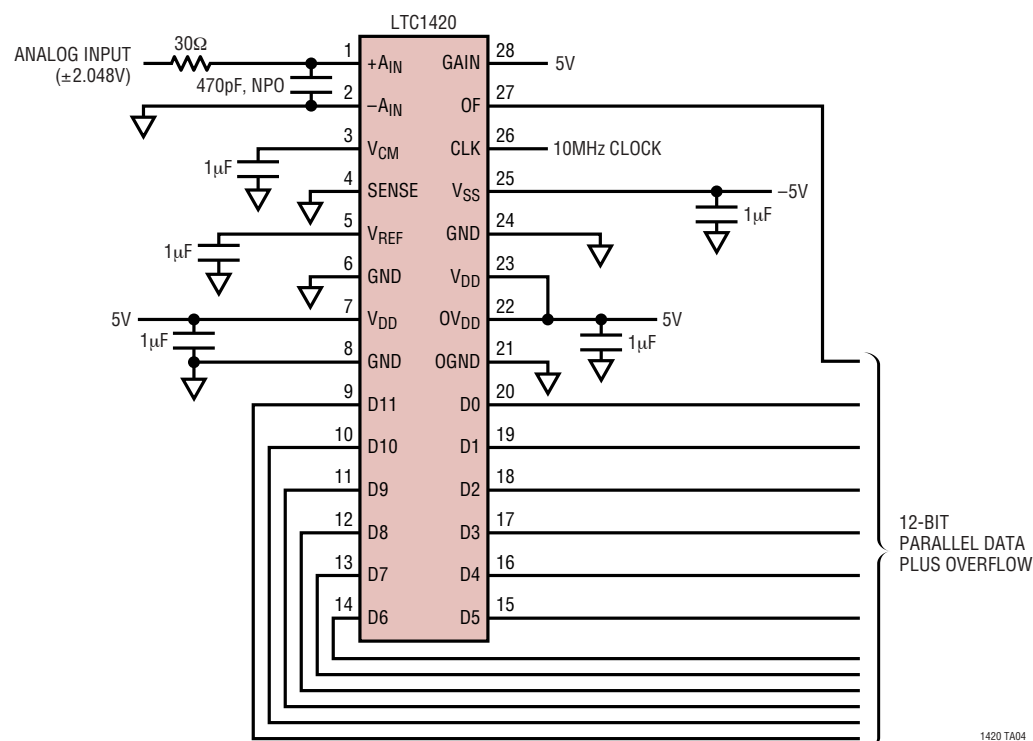 LTC1420
ANALOG INPUT
(±2.048V)
30Ω
470pF, NPO
1
+AIN
2
–AIN
3
VCM
1µF
4
SENSE
5
VREF
1µF
6
GND
5V
7
VDD
1µF
8
GND
9
D11
10
D10
11
D9
12
D8
13
D7
14
D6
GAIN
28
5V
OF
27
CLK
26
10MHz CLOCK
VSS
25
–5V
1µF
GND
24
VDD
23
OVDD
22
5V
1µF
OGND
21
D0
20
D1
19
D2
18
D3
17
D4
16
D5
15
12-BIT
PARALLEL DATA
PLUS OVERFLOW
1420 TA04